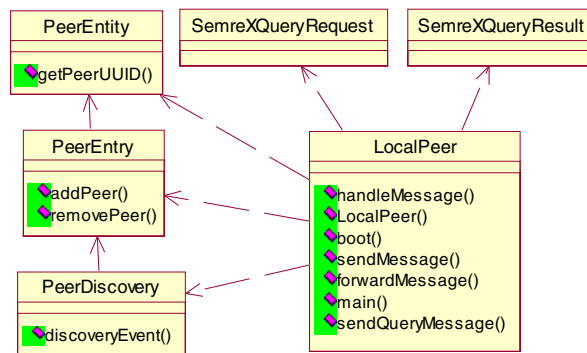 PeerEntity
getPeerUUID()
SemreXQueryRequest
SemreXQueryResult
PeerEntry
addPeer()
removePeer()
PeerDiscovery
discoveryEvent()
LocalPeer
handleMessage()
LocalPeer()
boot()
sendMessage()
forwardMessage()
main()
sendQueryMessage()